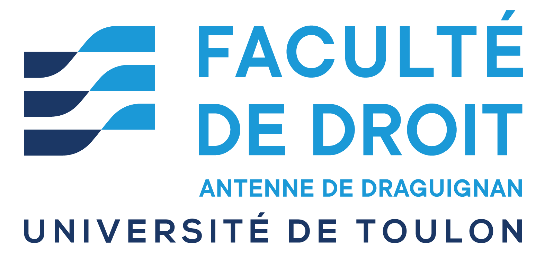 FACULTÉ
DE DROIT
ANTENNE DE DRAGUIGNAN
UNIVERSITÉ DE TOULON